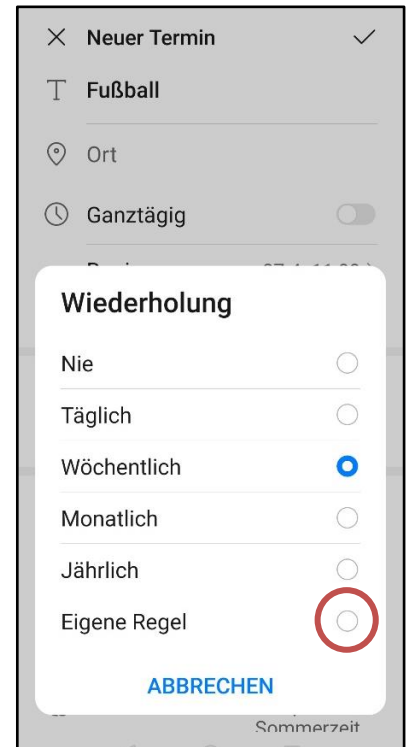 Neuer Termin
Fußball
Ort
Ganztägig
Wiederholung
Nie
Täglich
Wöchentlich
Monatlich
Jährlich
Eigene Regel
ABBRECHEN
Sommerzeit